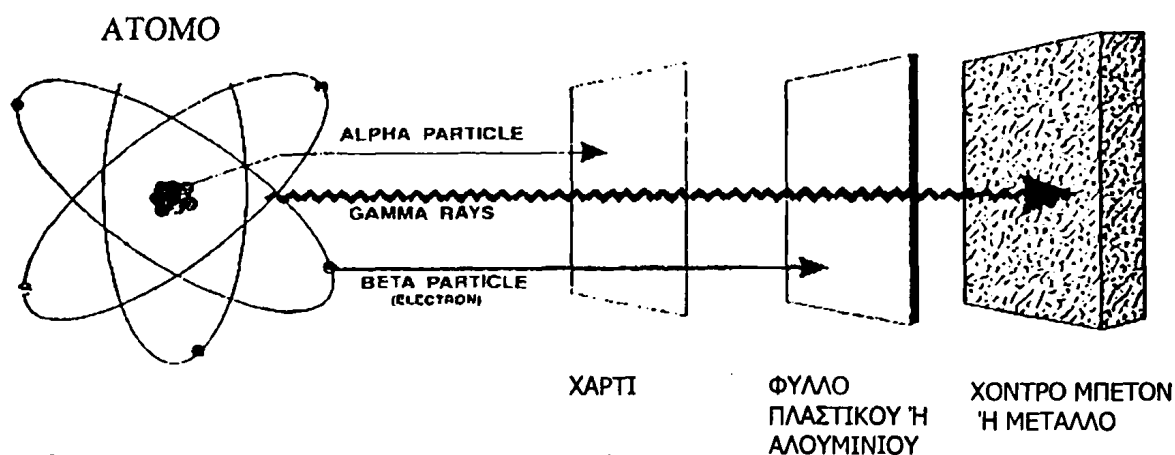 ΑΤΟΜΟ
ALPHA PARTICLE
GAMMA RAYS
BETA PARTICLE
(ELECTRON)
ΧΑΡΤΙ
ΦΥΛΛΟ
ΠΛΑΣΤΙΚΟΥ Ή
ΑΛΟΥΜΙΝΙΟΥ
ΧΟΝΤΡΟ ΜΠΕΤΟΝ
Ή ΜΕΤΑΛΛΟ